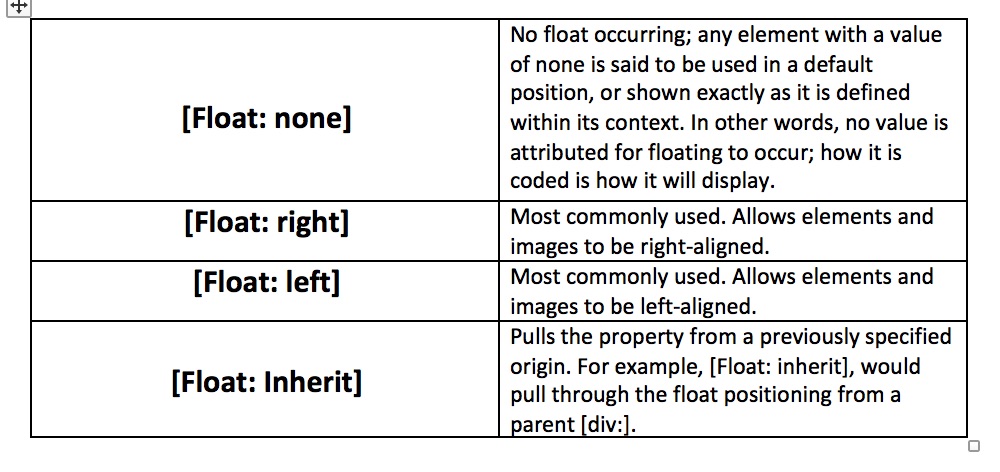 [Float: none]
No float occurring; any element with a value
of none is said to be used in a default
position, or shown exactly as it is defined
within its context. In other words, no value is
attributed for floating to occur; how it is
coded is how it will display.
[Float: right]
Most commonly used. Allows elements and
images to be right-aligned.
[Float: left]
Most commonly used. Allows elements and
images to be left-aligned.
[Float: Inherit]
Pulls the property from a previously specified
origin. For example, [Float: inherit], would
pull through the float positioning from a
parent [div:].